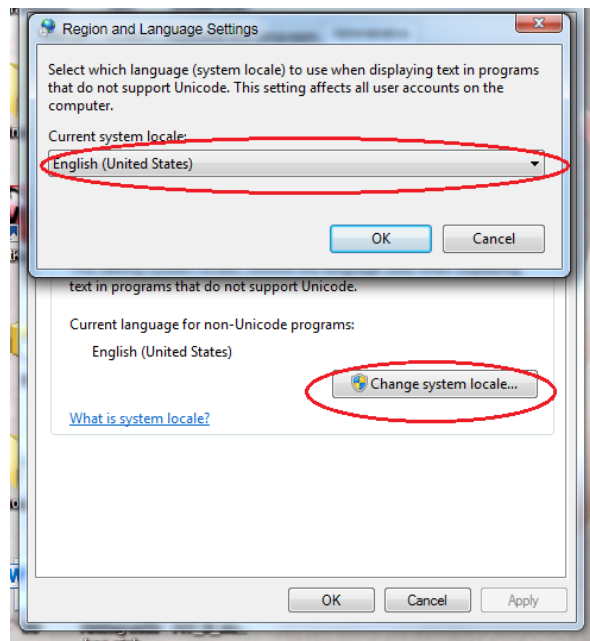 Region and Language Settings
Select which language (system locale) to use when displaying text in programs
that do not support Unicode. This setting affects all user accounts on the
computer.
Current system locale:
English (United States)
OK Cancel
text in programs that do not support Unicode.
Current language for non-Unicode programs:
English (United States)
Change system locale...
What is system locale?
OK Cancel Apply